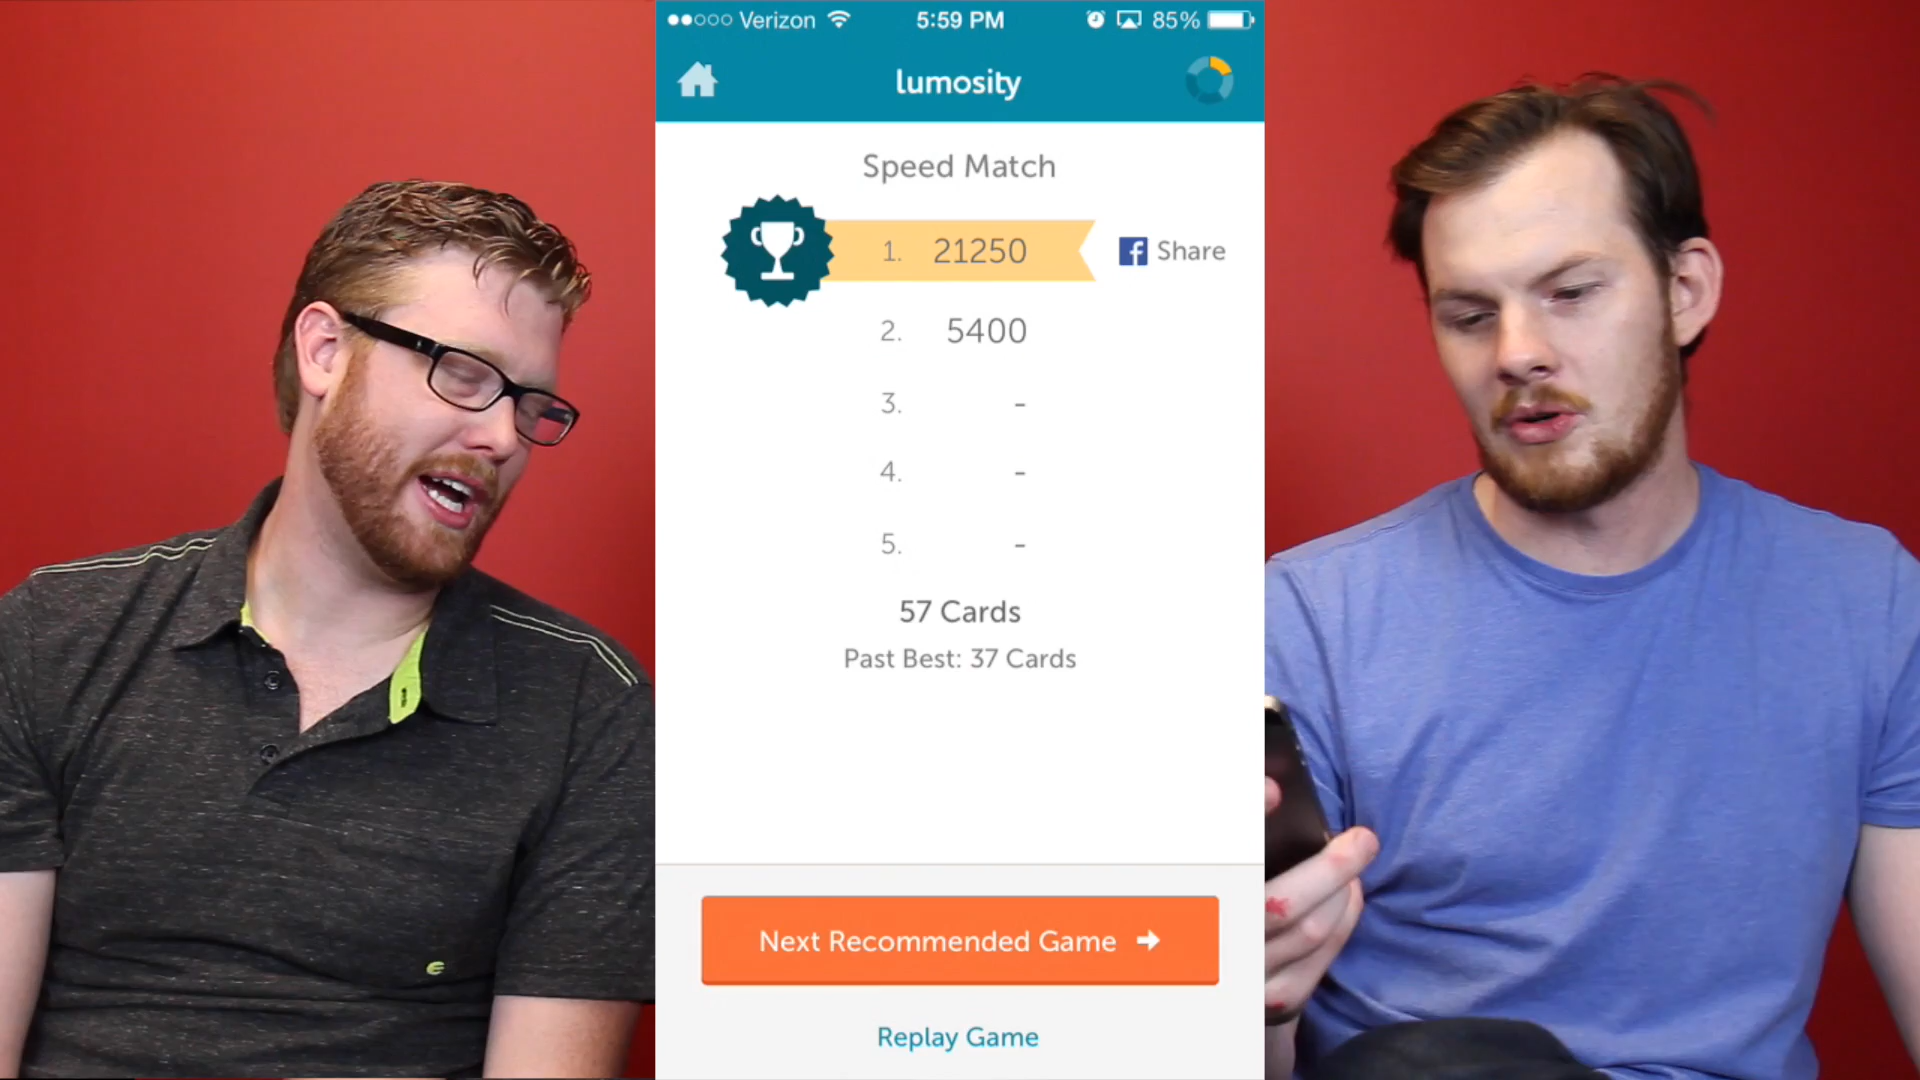 Verizon 5:59 PM 85%
lumosity
Speed Match
1. 21250 Share
2. 5400
3. -
4. -
5. -
57 Cards
Past Best: 37 Cards
Next Recommended Game
Replay Game